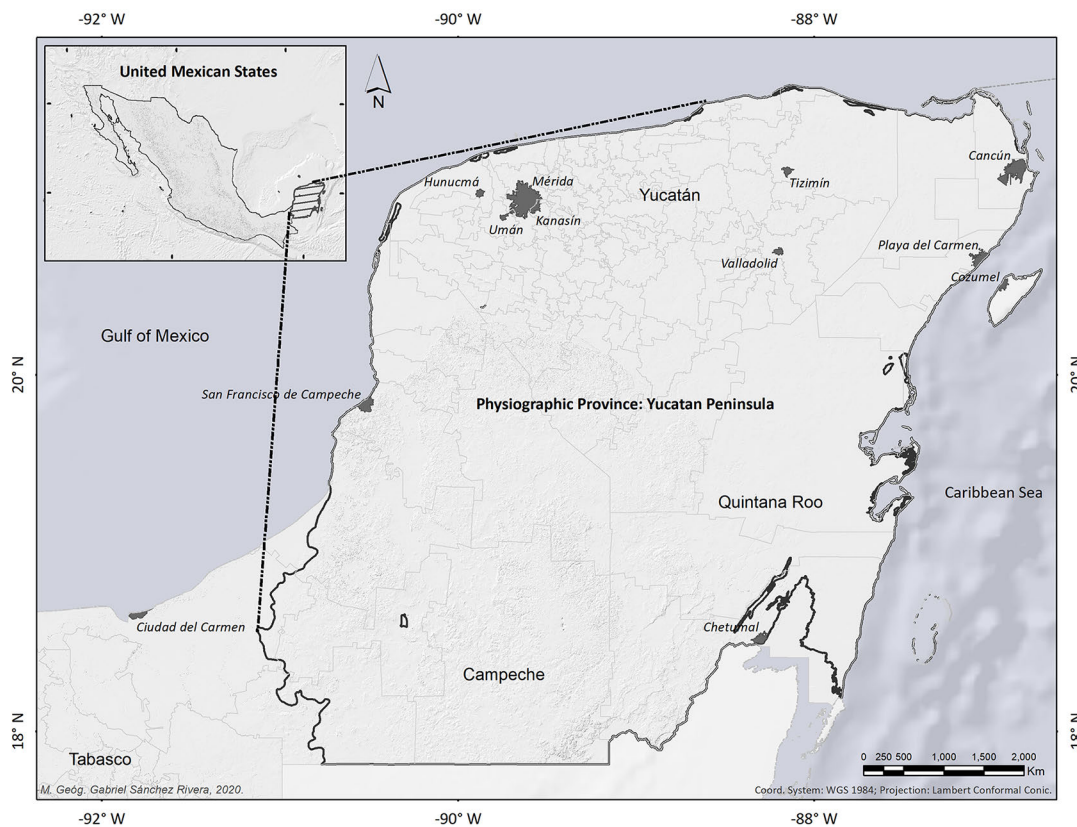 -92° W -90° W -88° W
United Mexican States
N
Cancún
Hunucmá Mérida Tizimín
Yucatán
Umán Kanasín
Playa del Carmen
Valladolid
Cozumel
Gulf of Mexico
20° N 20° N
San Francisco de Campeche
Physiographic Province: Yucatan Peninsula
Quintana Roo Caribbean Sea
Ciudad del Carmen Chetumal
Campeche
18° N 18° N
Tabasco
0 250 500 1,000 1,500 2,000
Km
M. Geóg. Gabriel Sánchez Rivera, 2020. Coord. System: WGS 1984; Projection: Lambert Conformal Conic.
-92° W -90° W -88° W